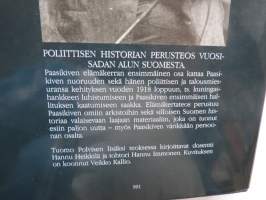 POLIITTISEN HISTORIAN PERUSTEOS VUOSI-
SADAN ALUN SUOMESTA
Paasikiven elämäkerran ensimmäinen osa kattaa Paasi-
kiven nuoruuden sekä hänen poliittisen ja talousmies-
uransa kehityksen vuoden 1918 loppuun, ts. kuningas-
hankkeen luhistumiseen ja Paasikiven ensimmäisen hal-
lituksen kaatumiseen saakka. Elämäkertateos perustuu
Paasikiven omiin arkistoihin sekä silloisen Suomen his-
toriaa valaisevaan laajaan materiaaliin, joka on tuonut
esiin paljon uutta – myös Paasikiven värikkään persoo-
nan osalta.
Tuomo Polvisen lisäksi teoksessa kirjoittavat dosentti
Hannu Heikkilä ja tohtori Hannu Immonen. Kuvituksen
on koonnut Veikko Kallio.